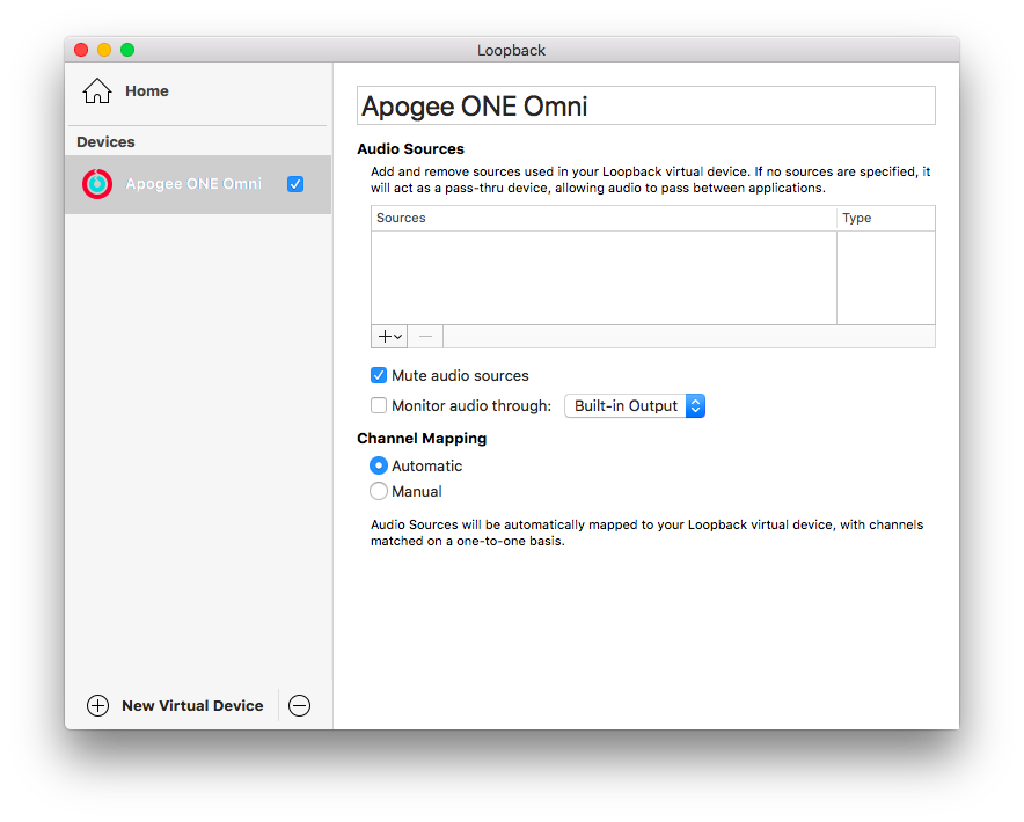 Loopback
Home
Devices
Apogee ONE Omni
New Virtual Device
Apogee ONE Omni
Audio Sources
Add and remove sources used in your Loopback virtual device. If no sources are specified, it
will act as a pass-thru device, allowing audio to pass between applications.
Sources Type
Mute audio sources
Monitor audio through: Built-in Output
Channel Mapping
Automatic
Manual
Audio Sources will be automatically mapped to your Loopback virtual device, with channels
matched on a one-to-one basis.